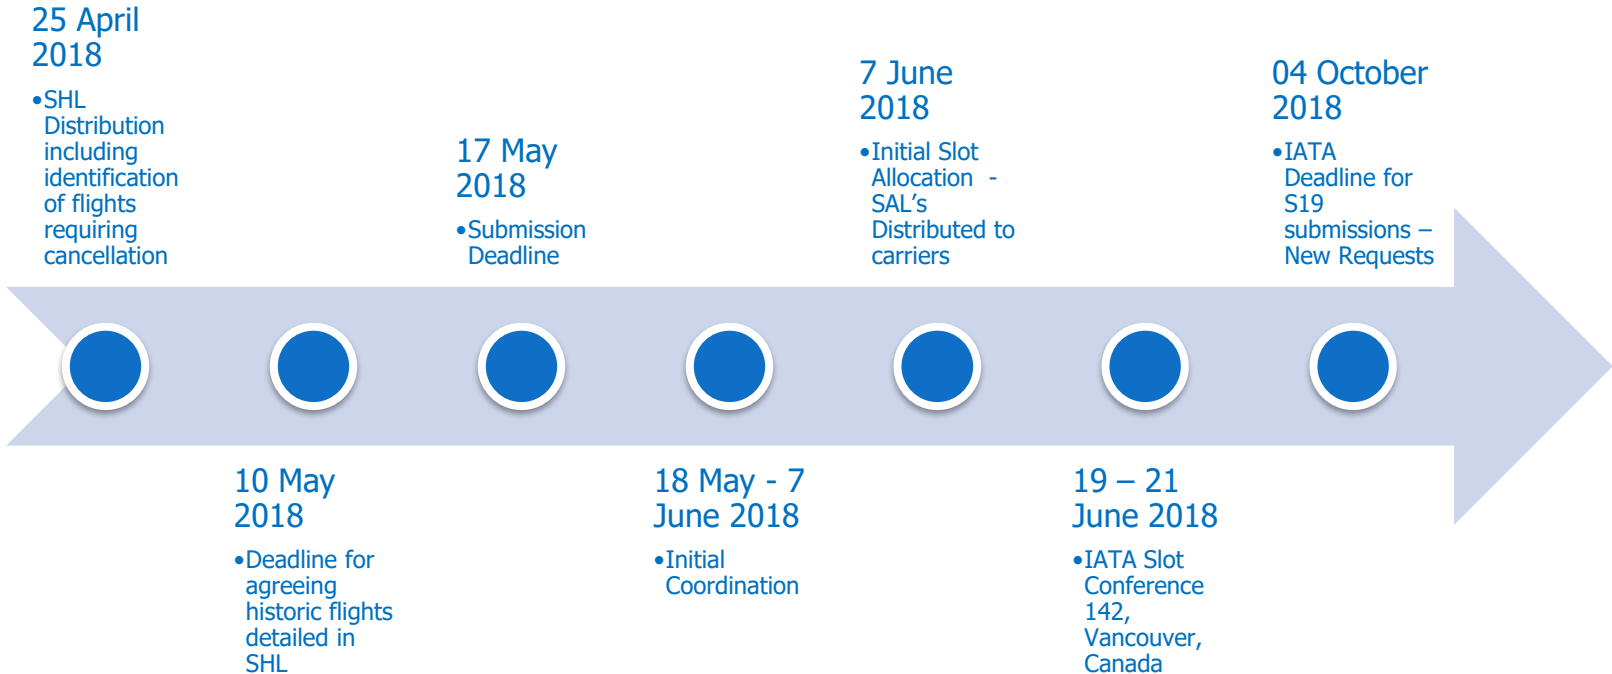 25 April
2018
•SHL
Distribution
including
identification
of flights
requiring
cancellation
10 May
2018
•Deadline for
agreeing
historic flights
detailed in
SHL
17 May
2018
•Submission
Deadline
18 May - 7
June 2018
•Initial
Coordination
7 June
2018
•Initial Slot
Allocation  -
SAL’s
Distributed to
carriers
19 – 21
June 2018
•IATA Slot
Conference
142,
Vancouver,
Canada
04 October
2018
•IATA
Deadline for
S19
submissions –
New Requests